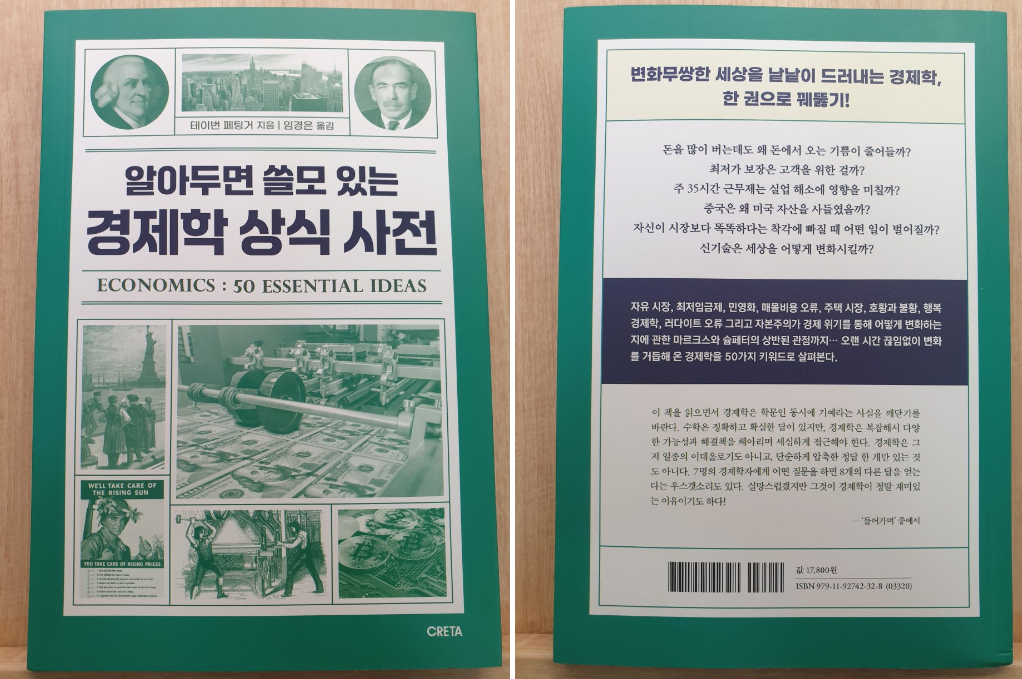 테이번 페팅거 지음 | 임경은 옮김
알아두면 쓸모 있는
경제학 상식 사전
ECONOMICS : 50 ESSENTIAL IDEAS
WE'LL TAKE CARE OF
THE RISING SUN
YOU TAKE CARE OF RISING PRICES
CRETA
변화무쌍한 세상을 낱낱이 드러내는 경제학,
한 권으로 꿰뚫기!
돈을 많이 버는데도 왜 돈에서 오는 기쁨이 줄어들까?
최저가 보장은 고객을 위한 걸까?
주 35시간 근무제는 실업 해소에 영향을 미칠까?
중국은 왜 미국 자산을 사들였을까?
자신이 시장보다 똑똑하다는 착각에 빠질 때 어떤 일이 벌어질까?
신기술은 세상을 어떻게 변화시킬까?
자유 시장, 최저임금제, 민영화, 매몰비용 오류, 주택 시장, 호황과 불황, 행복
경제학, 러다이트 오류 그리고 자본주의가 경제 위기를 통해 어떻게 변화하는
지에 관한 마르크스와 슘페터의 상반된 관점까… 오랜 시간 끊임없이 변화
를 거듭해 온 경제학을 50가지 키워드로 살펴본다.
이 책을 읽으면서 경제학은 학문인 동시에 기예라는 사실을 깨닫기를
바란다. 수학은 정확하고 확실한 답이 있지만, 경제학은 복잡해서 다양
한 가능성과 해결책을 헤아리며 세심하게 접근해야 한다. 경제학은 그
저 일종의 이데올로기도 아니고, 단순하게 압축한 정답 한 개만 있는 것
도 아니다. 7명의 경제학자에게 어떤 질문을 하면 8개의 다른 답을 얻는
다는 우스갯소리도 있다. 실망스럽겠지만 그것이 경제학이 정말 재미있
는 이유이기도 하다!
— '들어가며' 중에서
값 17,800원
ISBN 979-11-92742-32-8 (03320)